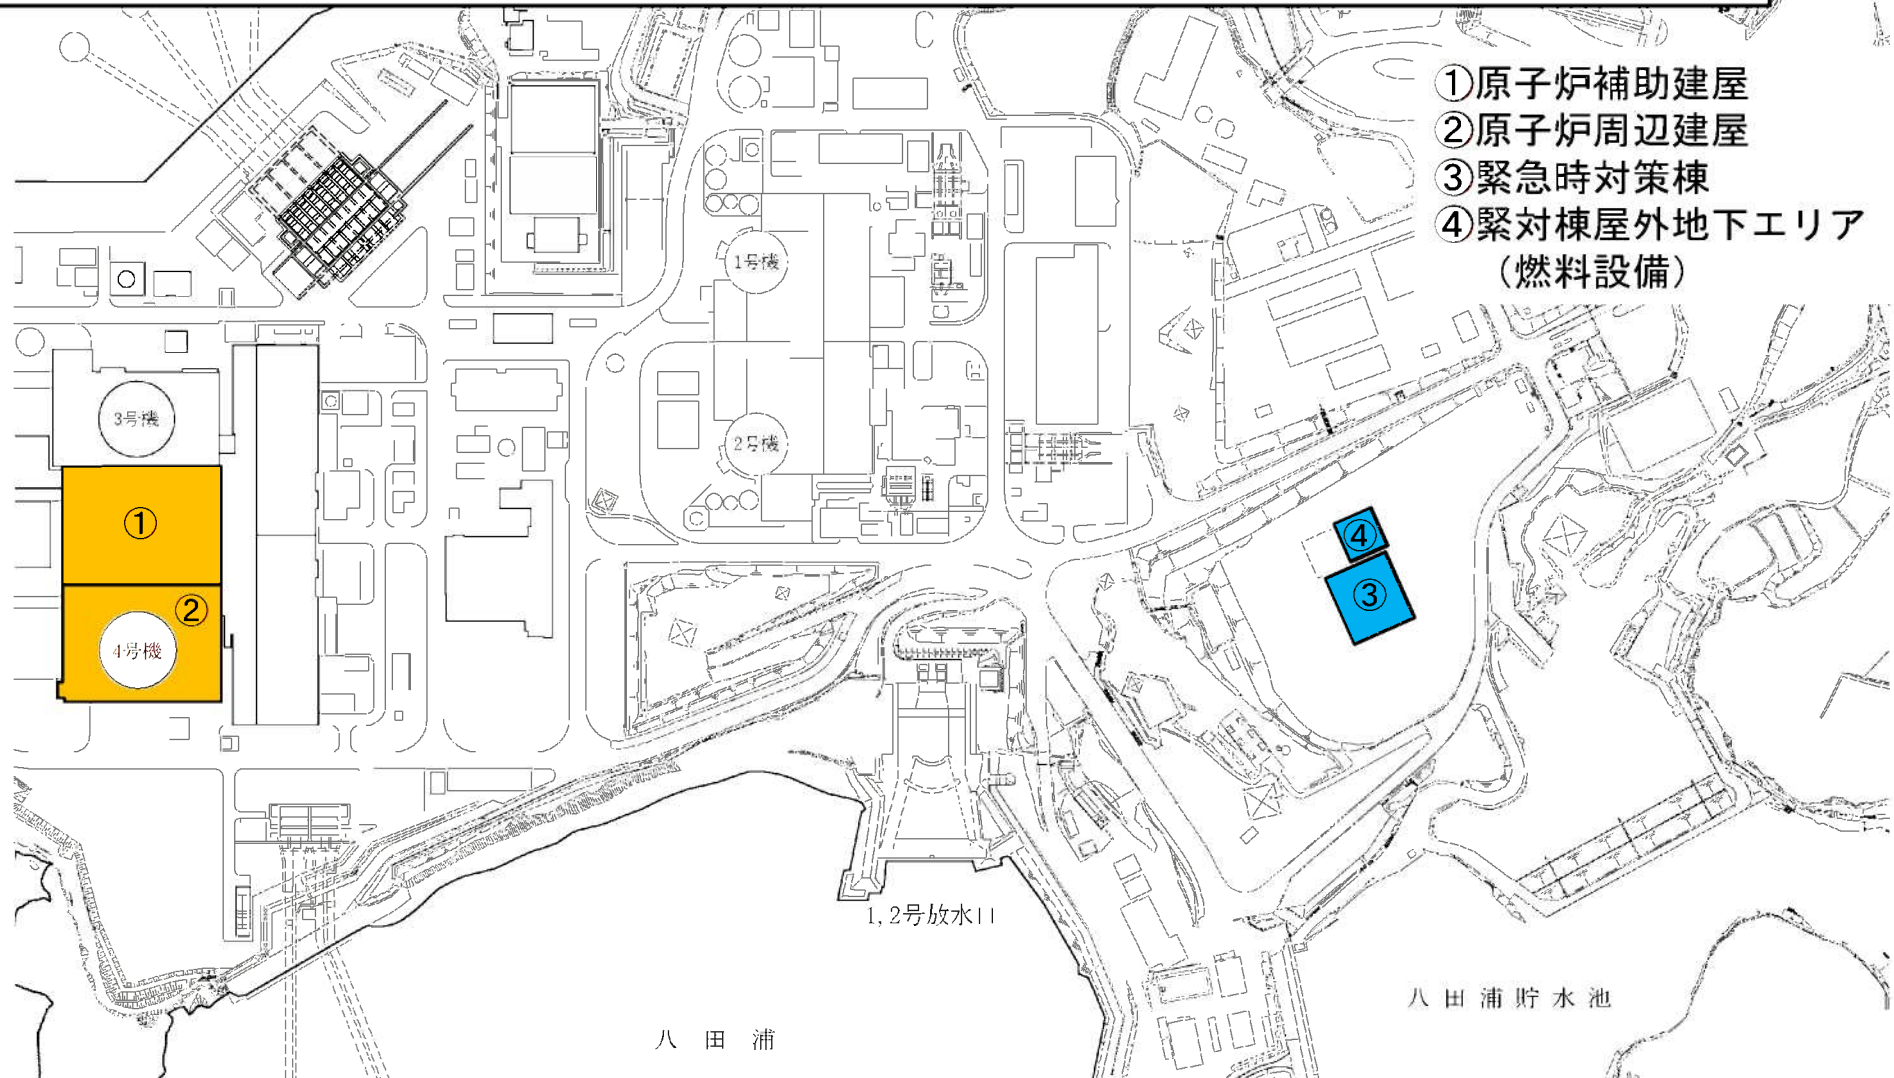 ①原子炉補助建屋
②原子炉周辺建屋
③緊急時対策棟
④緊対棟屋外地下エリア
(燃料設備)
1号機
3号機
2号機
①
④
③
②
4号機
1,2号放水口
八田浦貯水池
八田浦